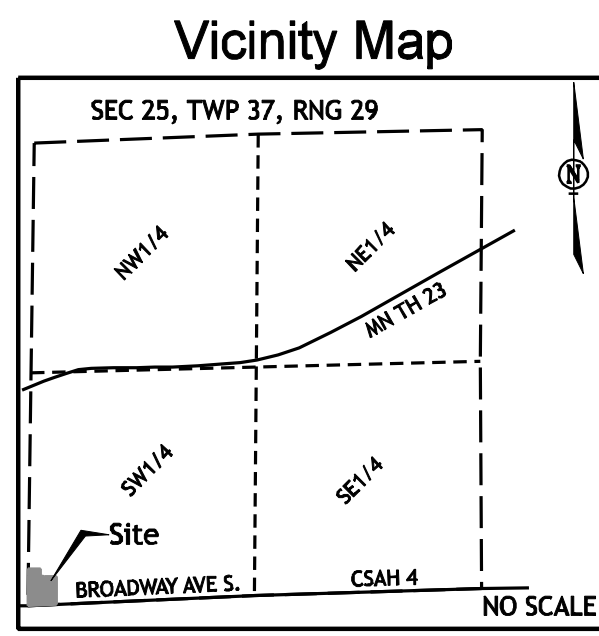 Vicinity Map
SEC 25, TWP 37, RNG 29
N
NW1/4
NE1/4
MN TH 23
SW1/4
SE1/4
Site
BROADWAY AVE S.
CSAH 4
NO SCALE